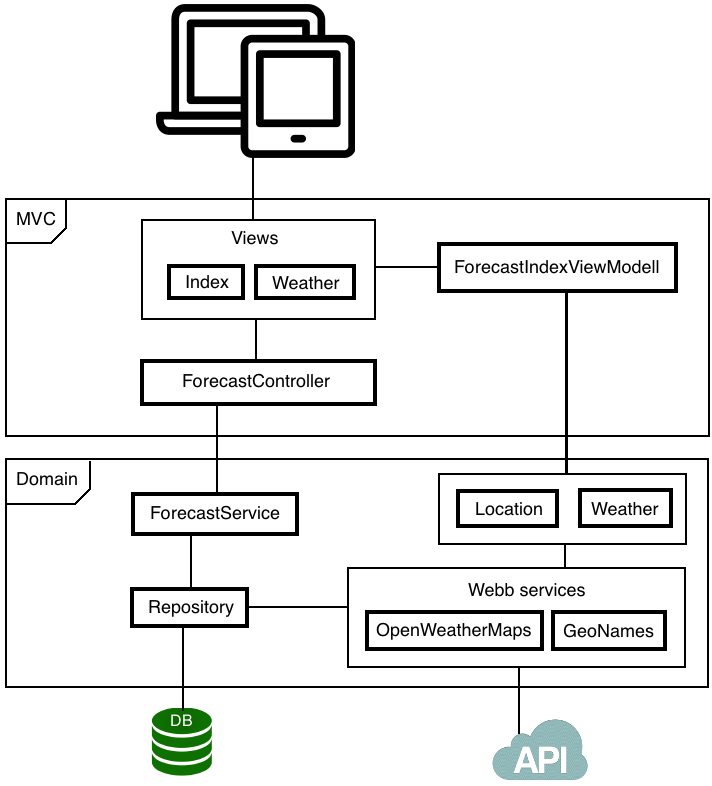 MVC
Views
Index
Weather
ForecastIndexViewModell
ForecastController
Domain
ForecastService
Location
Weather
Repository
Webb services
OpenWeatherMaps
GeoNames
DB
API